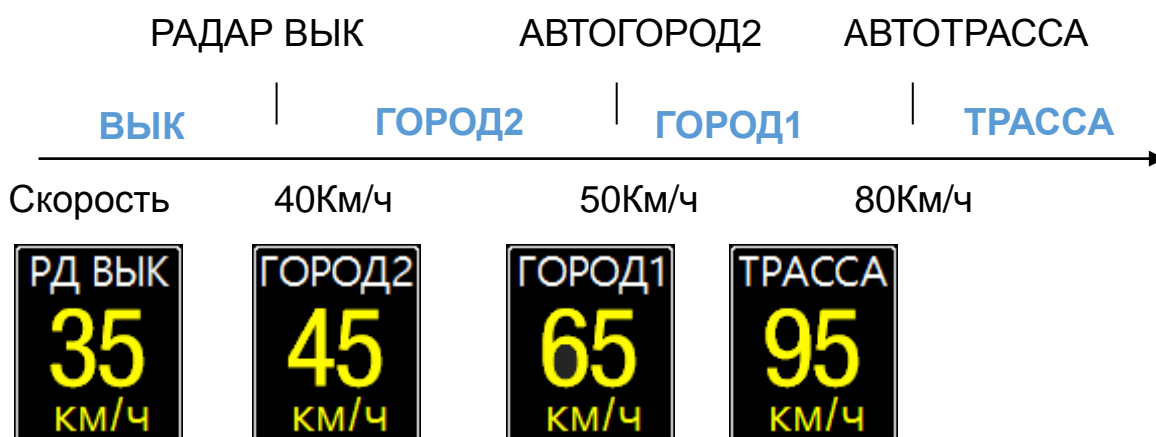 РАДАР ВЫК АВТОГОРОД2 АВТОТРАССА
ВЫК ГОРОД2 ГОРОД1 ТРАССА
Скорость 40Км/ч 50Км/ч 80Км/ч
РД ВЫК ГОРОД2 ГОРОД1 ТРАССА
35 45 65 95
км/ч км/ч км/ч км/ч